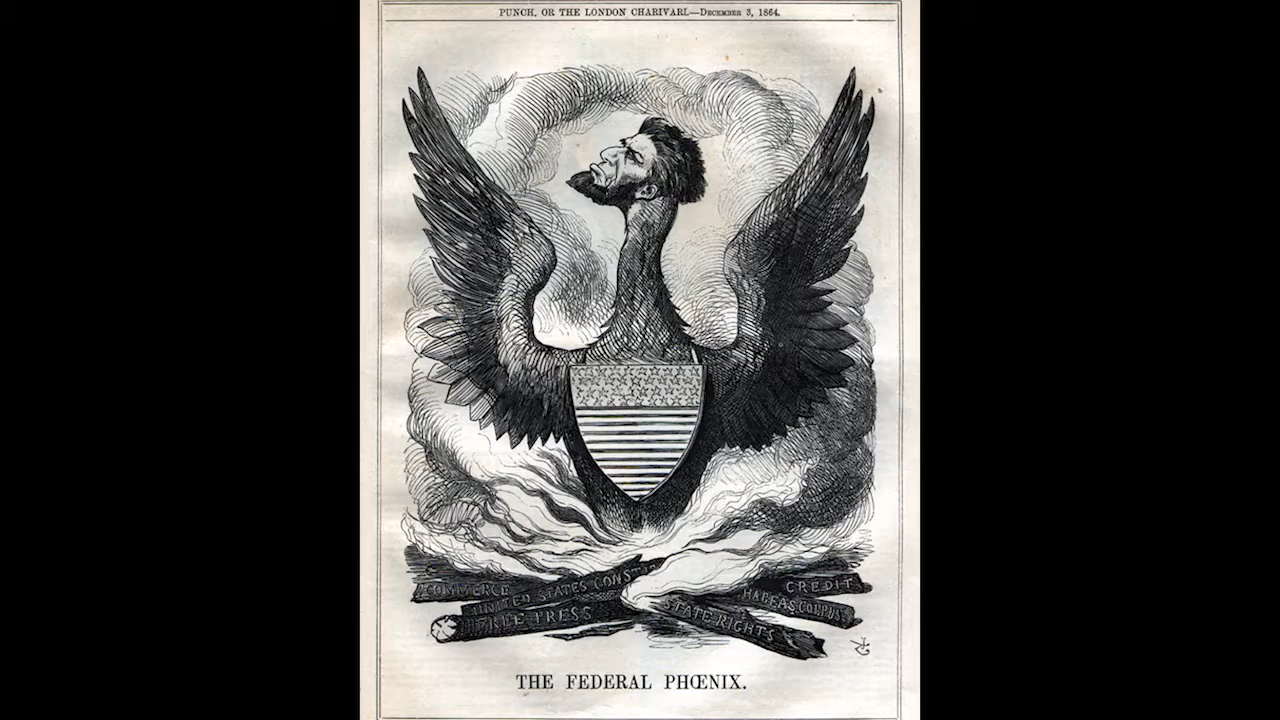 PUNCH, OR THE LONDON CHARIVARI.—DECEMBER 3, 1864.
COMMERCE
UNITED STATES CONST
FREE PRESS
CREDIT
HABEAS CORPUS
STATE RIGHTS
THE FEDERAL PHŒNIX.